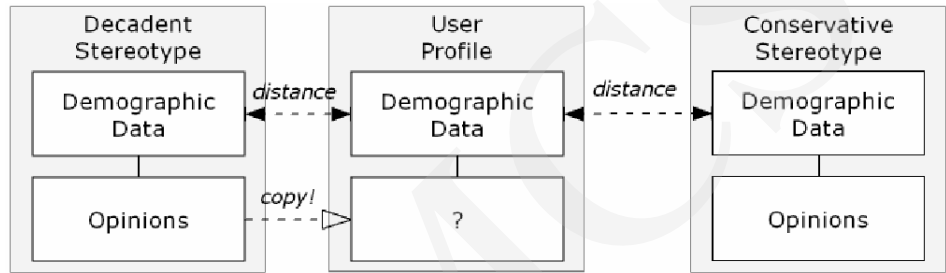 Decadent
Stereotype
User
Profile
Conservative
Stereotype
Demographic
Data
distance
Demographic
Data
distance
Demographic
Data
Opinions
copy!
?
Opinions